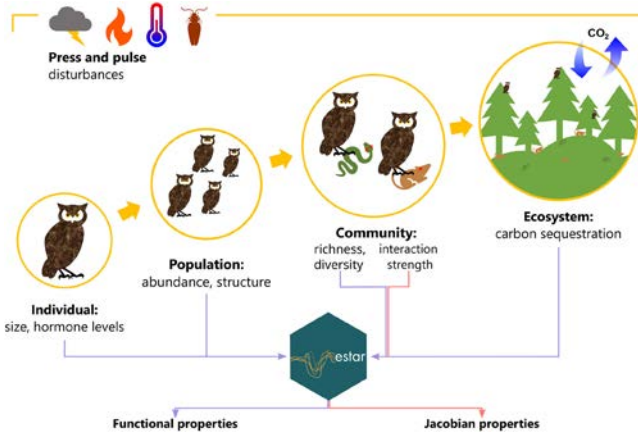 Press and pulse
disturbances
CO₂
Ecosystem:
carbon sequestration
Community:
richness, interaction
diversity strength
Population:
abundance, structure
Individual:
size, hormone levels
estar
Functional properties
Jacobian properties